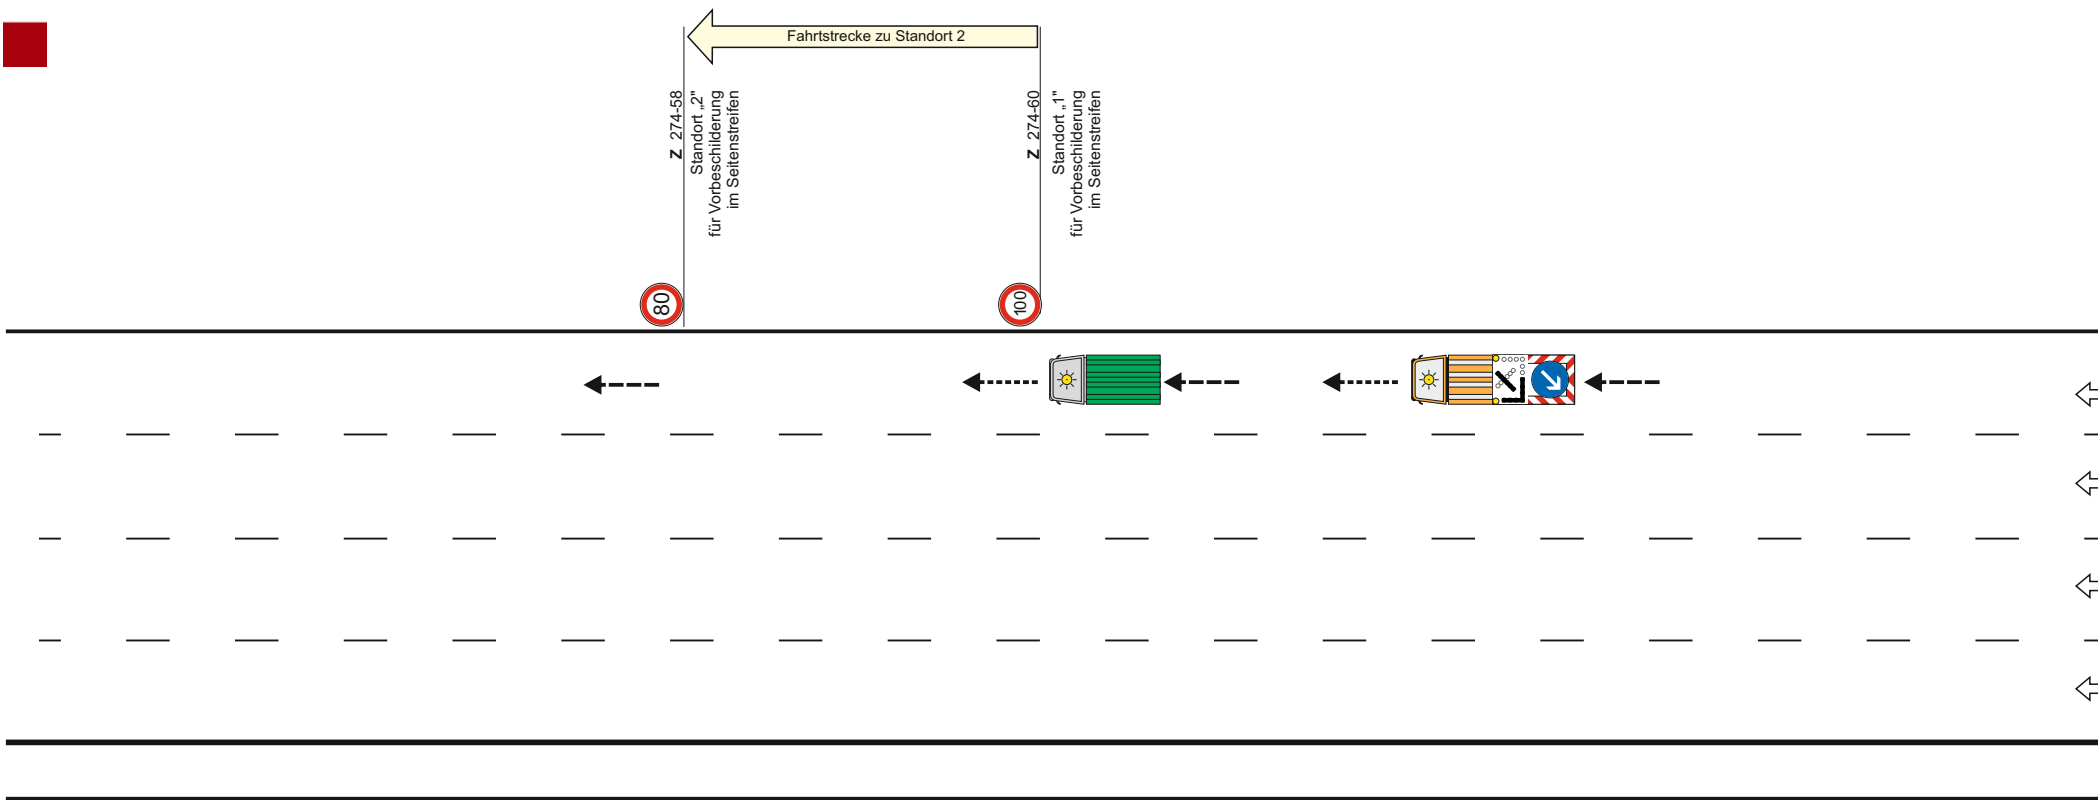 Fahrtstrecke zu Standort 2
Z 274-58
Standort „2"
für Vorbeschilderung
im Seitenstreifen
Z 274-60
Standort „1"
für Vorbeschilderung
im Seitenstreifen
80
100